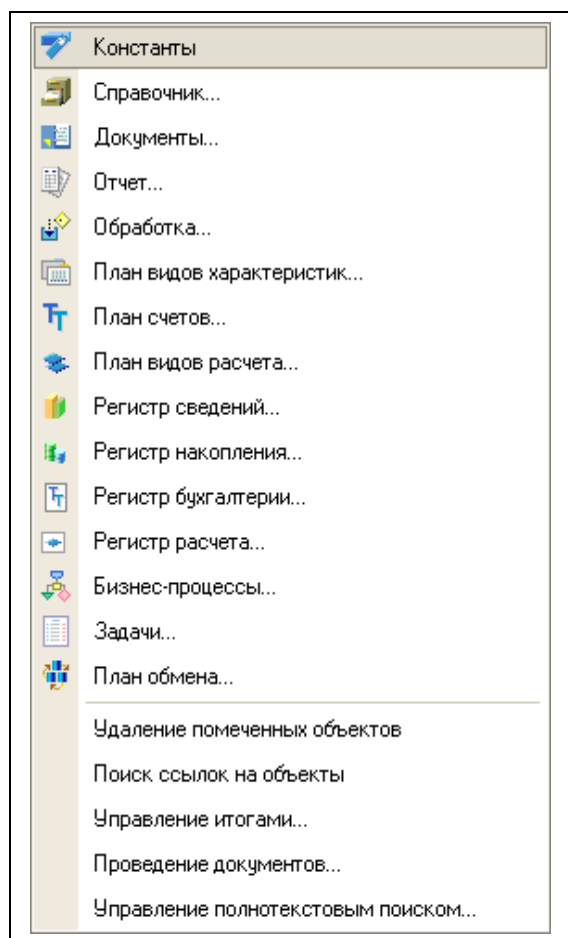 Константы
Справочник...
Документы...
Отчет...
Обработка...
План видов характеристик...
План счетов...
План видов расчета...
Регистр сведений...
Регистр накопления...
Регистр бухгалтерии...
Регистр расчета...
Бизнес-процессы...
Задачи...
План обмена...
Удаление помеченных объектов
Поиск ссылок на объекты
Управление итогами...
Проведение документов...
Управление полнотекстовым поиском...